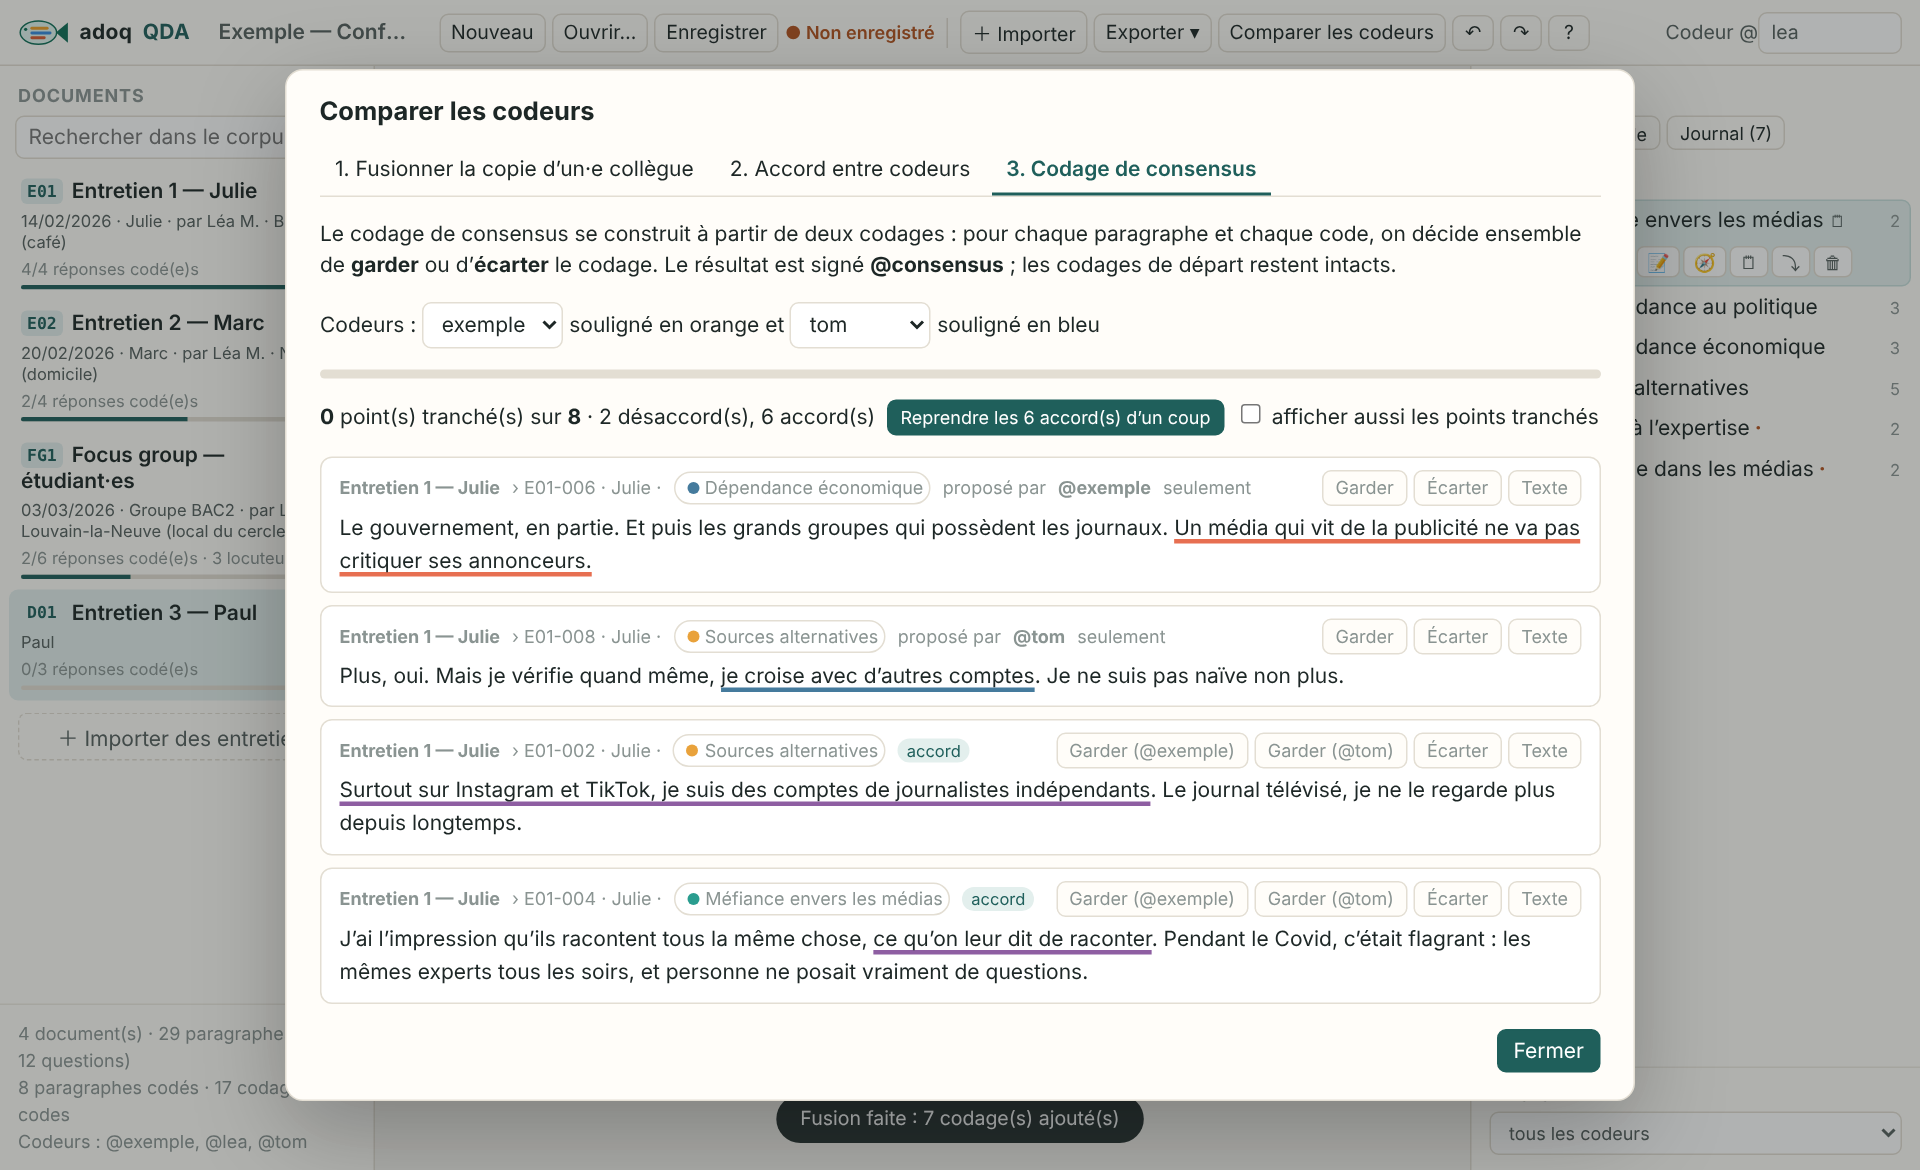 adoq QDA
Exemple — Conf…
Nouveau
Ouvrir…
Enregistrer
Non enregistré
+ Importer
Exporter ▾
Comparer les codeurs
↶
↷
?
Codeur @ lea
DOCUMENTS
Rechercher dans le corpu
E01 Entretien 1 — Julie
14/02/2026 · Julie · par Léa M. · B
(café)
4/4 réponses codé(e)s
E02 Entretien 2 — Marc
20/02/2026 · Marc · par Léa M. · N
(domicile)
2/4 réponses codé(e)s
FG1 Focus group —
étudiant·es
03/03/2026 · Groupe BAC2 · par L
Louvain-la-Neuve (local du cercle
2/6 réponses codé(e)s · 3 locuteu
D01 Entretien 3 — Paul
Paul
0/3 réponses codé(e)s
+ Importer des entretie
4 document(s) · 29 paragraphe
12 questions)
8 paragraphes codés · 17 codag
codes
Codeurs : @exemple, @lea, @tom
Comparer les codeurs
1. Fusionner la copie d’un·e collègue
2. Accord entre codeurs
3. Codage de consensus
Le codage de consensus se construit à partir de deux codages : pour chaque paragraphe et chaque code, on décide ensemble
de garder ou d’écarter le codage. Le résultat est signé @consensus ; les codages de départ restent intacts.
Codeurs : exemple souligné en orange et tom souligné en bleu
0 point(s) tranché(s) sur 8 · 2 désaccord(s), 6 accord(s) Reprendre les 6 accord(s) d’un coup afficher aussi les points tranchés
Entretien 1 — Julie › E01-006 · Julie · Dépendance économique proposé par @exemple seulement Garder Écarter Texte
Le gouvernement, en partie. Et puis les grands groupes qui possèdent les journaux. Un média qui vit de la publicité ne va pas
critiquer ses annonceurs.
Entretien 1 — Julie › E01-008 · Julie · Sources alternatives proposé par @tom seulement Garder Écarter Texte
Plus, oui. Mais je vérifie quand même, je croise avec d’autres comptes. Je ne suis pas naïve non plus.
Entretien 1 — Julie › E01-002 · Julie · Sources alternatives accord Garder (@exemple) Garder (@tom) Écarter Texte
Surtout sur Instagram et TikTok, je suis des comptes de journalistes indépendants. Le journal télévisé, je ne le regarde plus
depuis longtemps.
Entretien 1 — Julie › E01-004 · Julie · Méfiance envers les médias accord Garder (@exemple) Garder (@tom) Écarter Texte
J’ai l’impression qu’ils racontent tous la même chose, ce qu’on leur dit de raconter. Pendant le Covid, c’était flagrant : les
mêmes experts tous les soirs, et personne ne posait vraiment de questions.
Fermer
Fusion faite : 7 codage(s) ajouté(s)
e
Journal (7)
e envers les médias 2
dance au politique 3
dance économique 3
alternatives 5
à l’expertise · 2
e dans les médias · 2
tous les codeurs